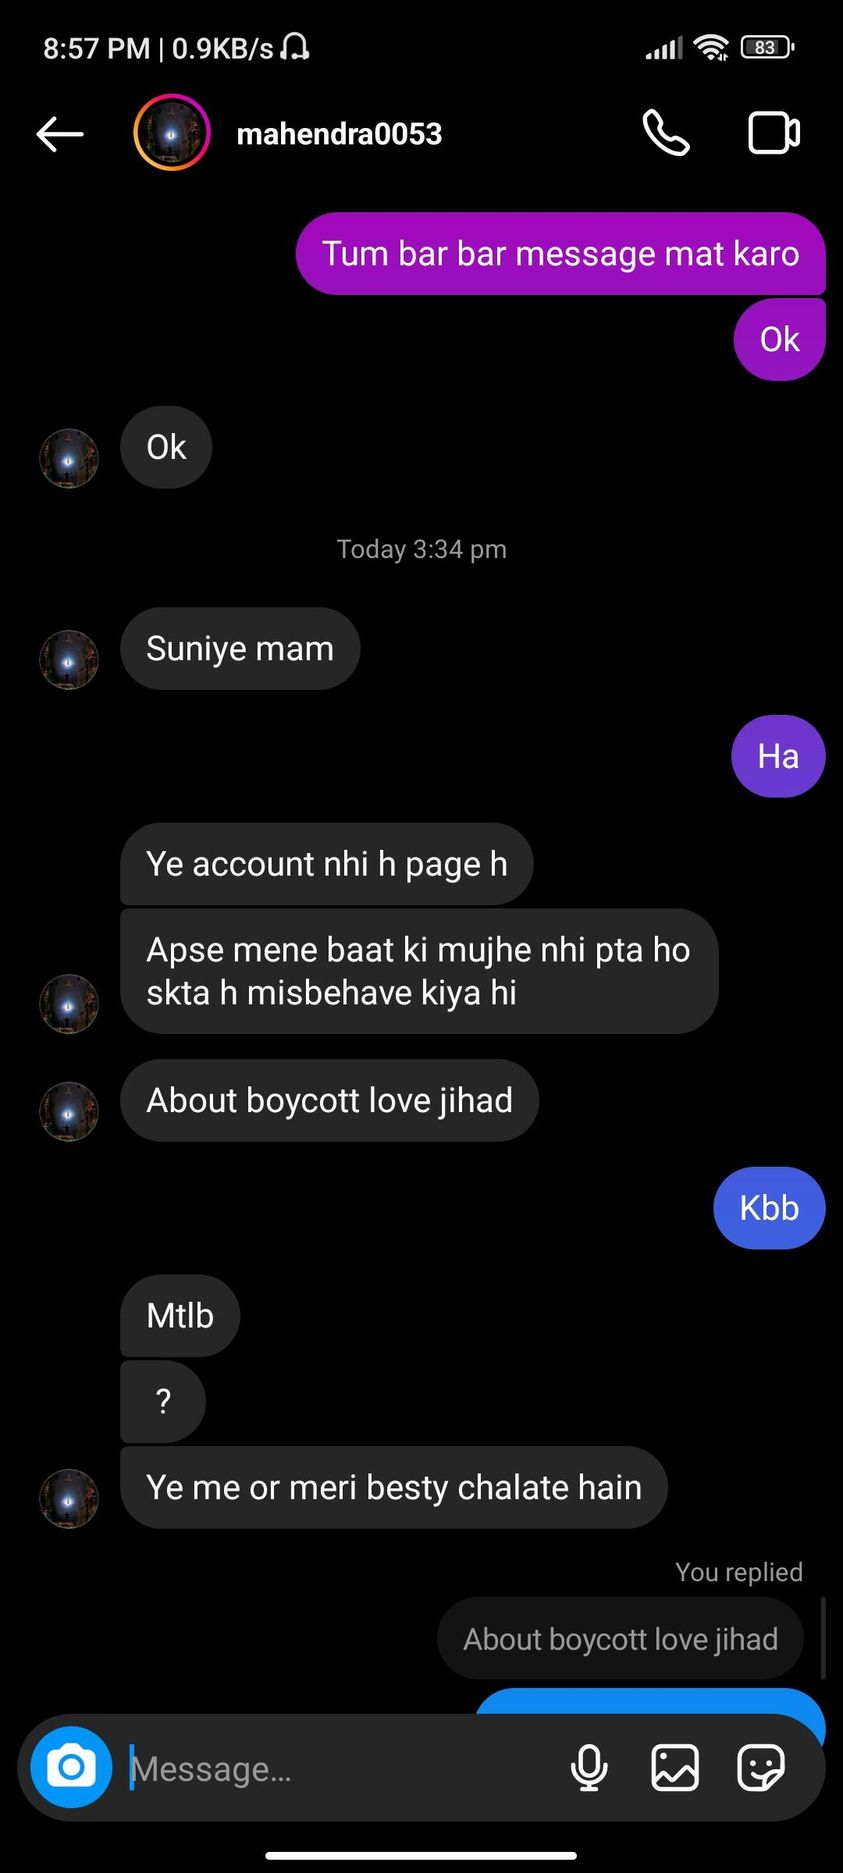 8:57 PM | 0.9KB/s
83
mahendra0053
Tum bar bar message mat karo
Ok
Ok
Today 3:34 pm
Suniye mam
Ha
Ye account nhi h page h
Apse mene baat ki mujhe nhi pta ho
skta h misbehave kiya hi
About boycott love jihad
Kbb
Mtlb
?
Ye me or meri besty chalate hain
You replied
About boycott love jihad
Message...